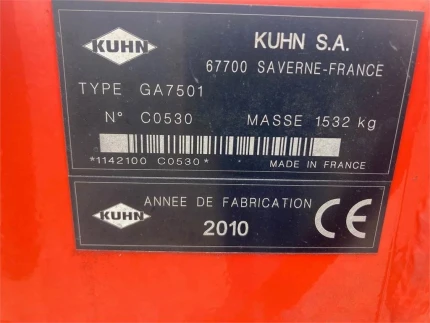 KUHN KUHN S.A.
67700 SAVERNE-FRANCE
TYPE GA7501
N° C0530 MASSE 1532 kg
*1142100 C0530* MADE IN FRANCE
KUHN ANNEE DE FABRICATION
2010 CE